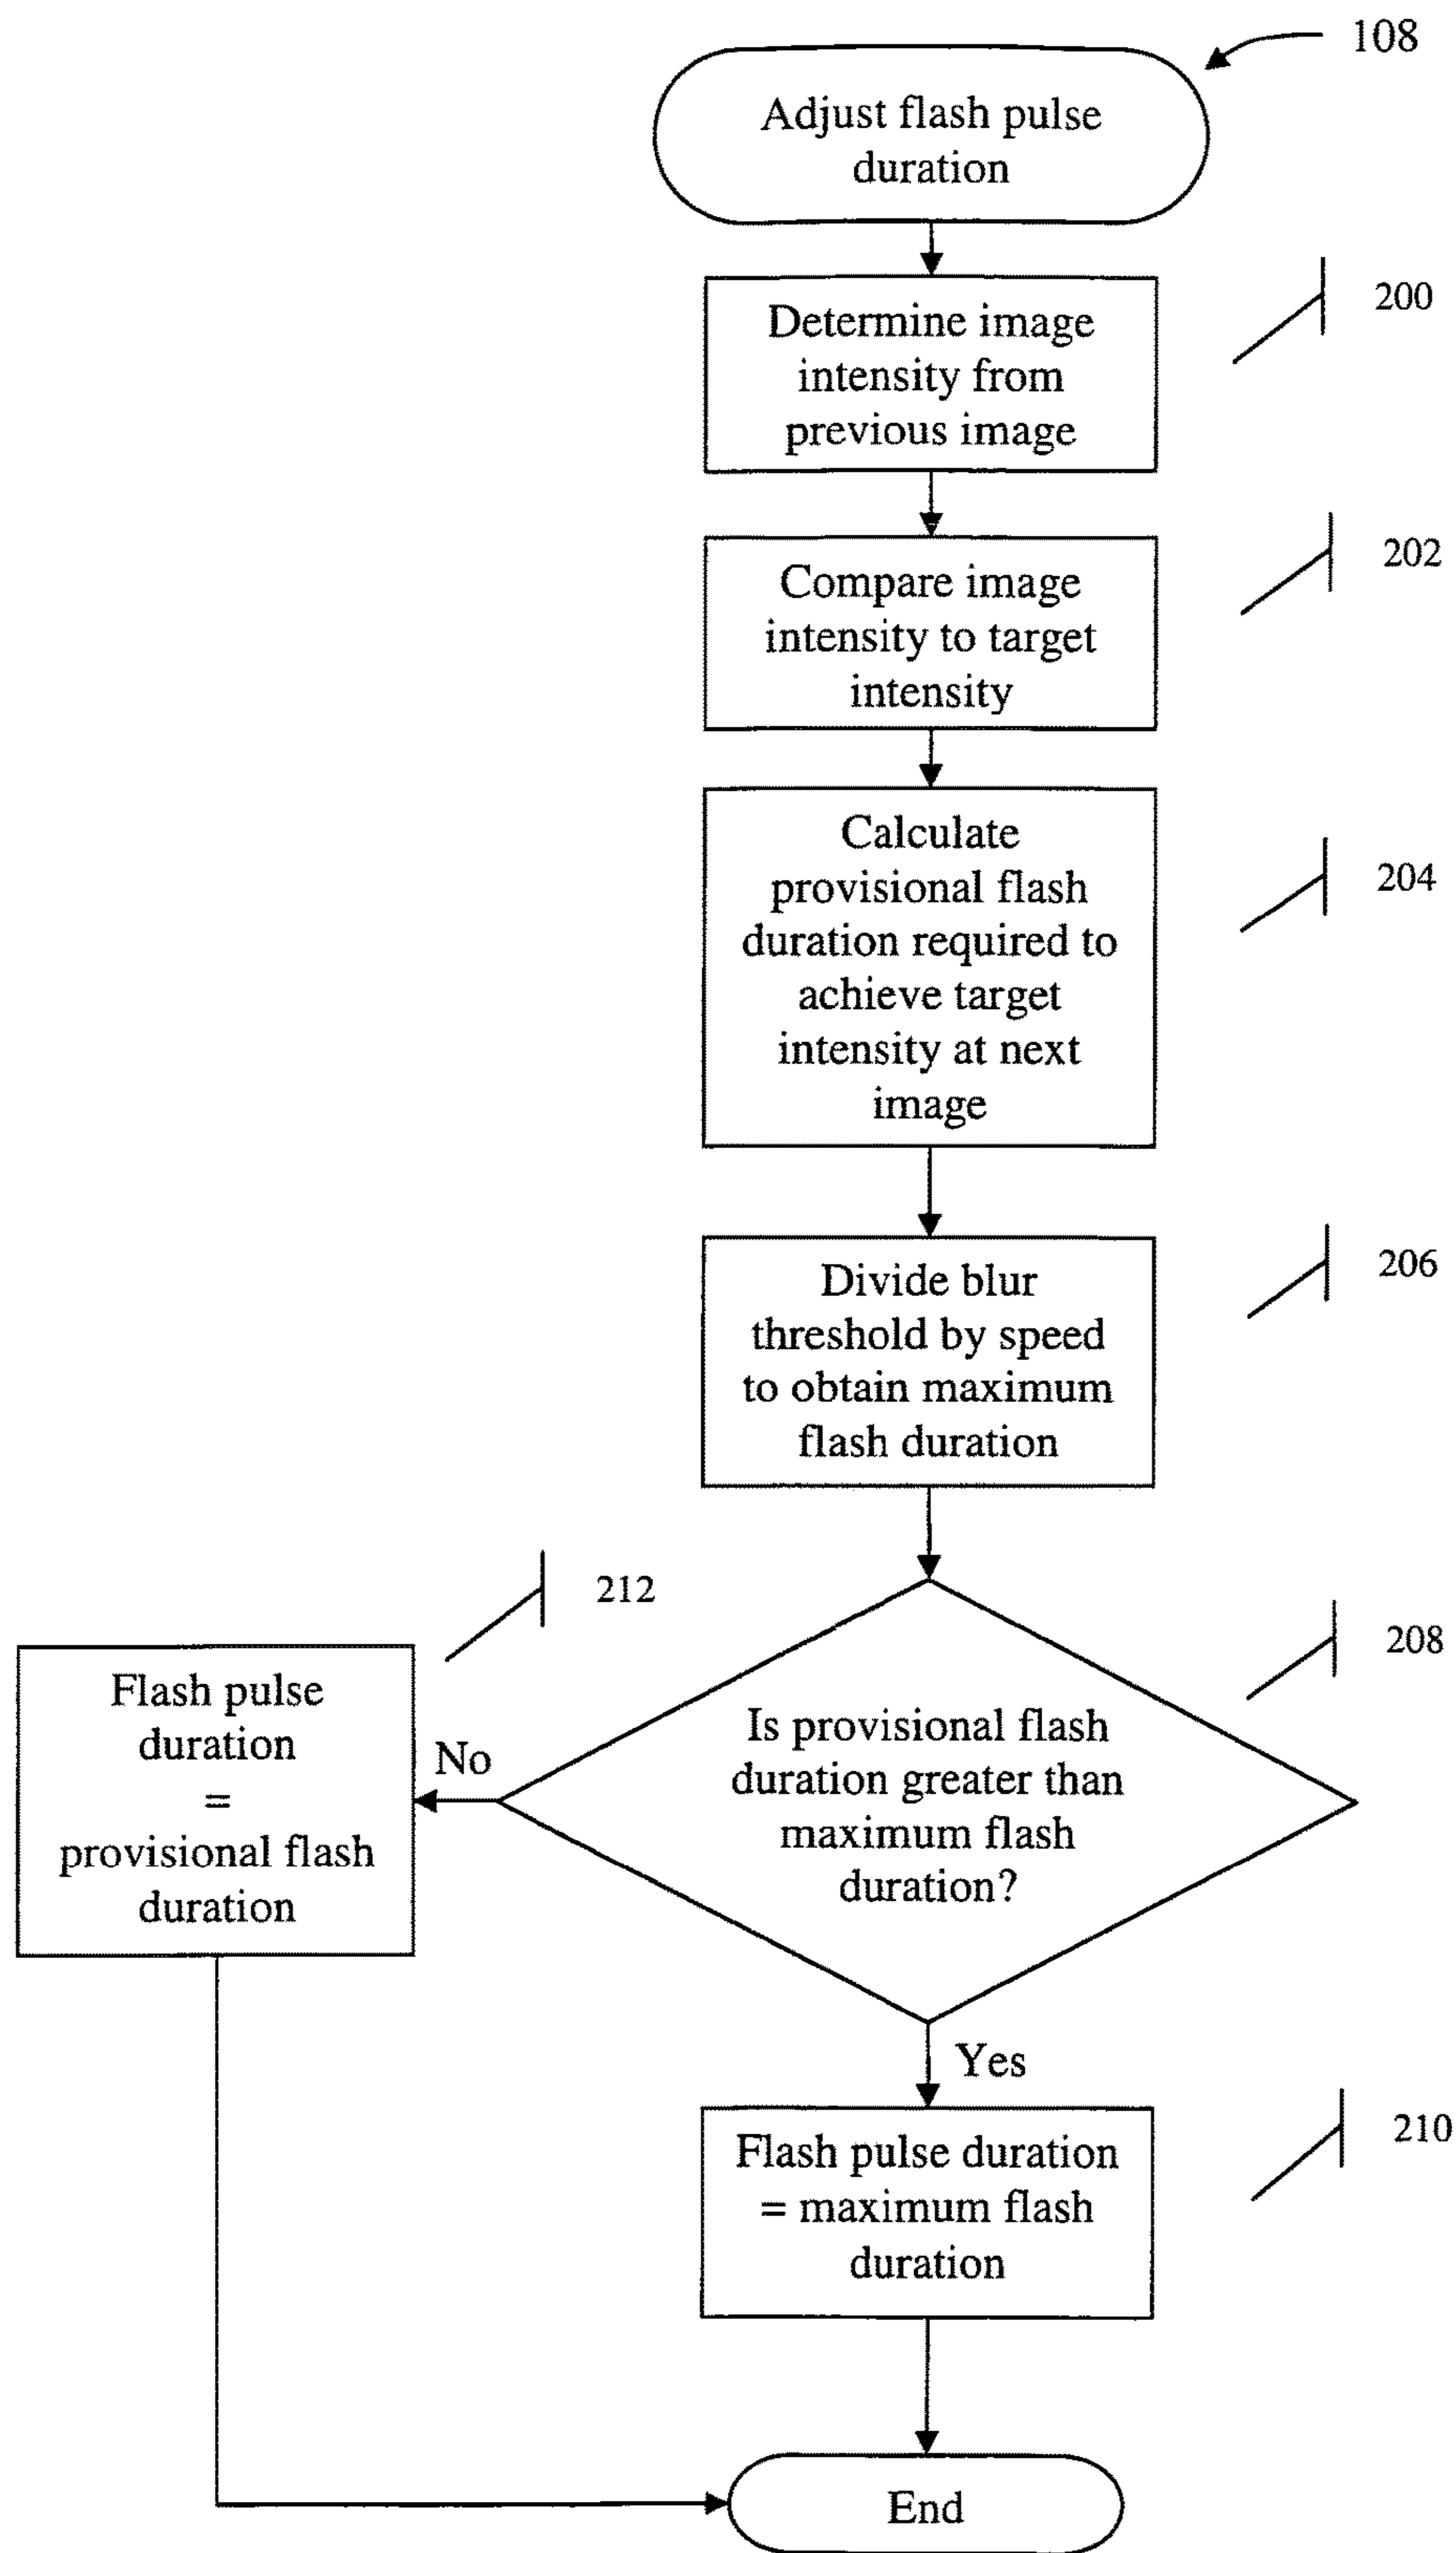 108
Adjust flash pulse
duration
200
Determine image
intensity from
previous image
202
Compare image
intensity to target
intensity
204
Calculate
provisional flash
duration required to
achieve target
intensity at next
image
206
Divide blur
threshold by speed
to obtain maximum
flash duration
212
208
Flash pulse
duration
=
provisional flash
duration
No
Is provisional flash
duration greater than
maximum flash
duration?
Yes
210
Flash pulse duration
= maximum flash
duration
End